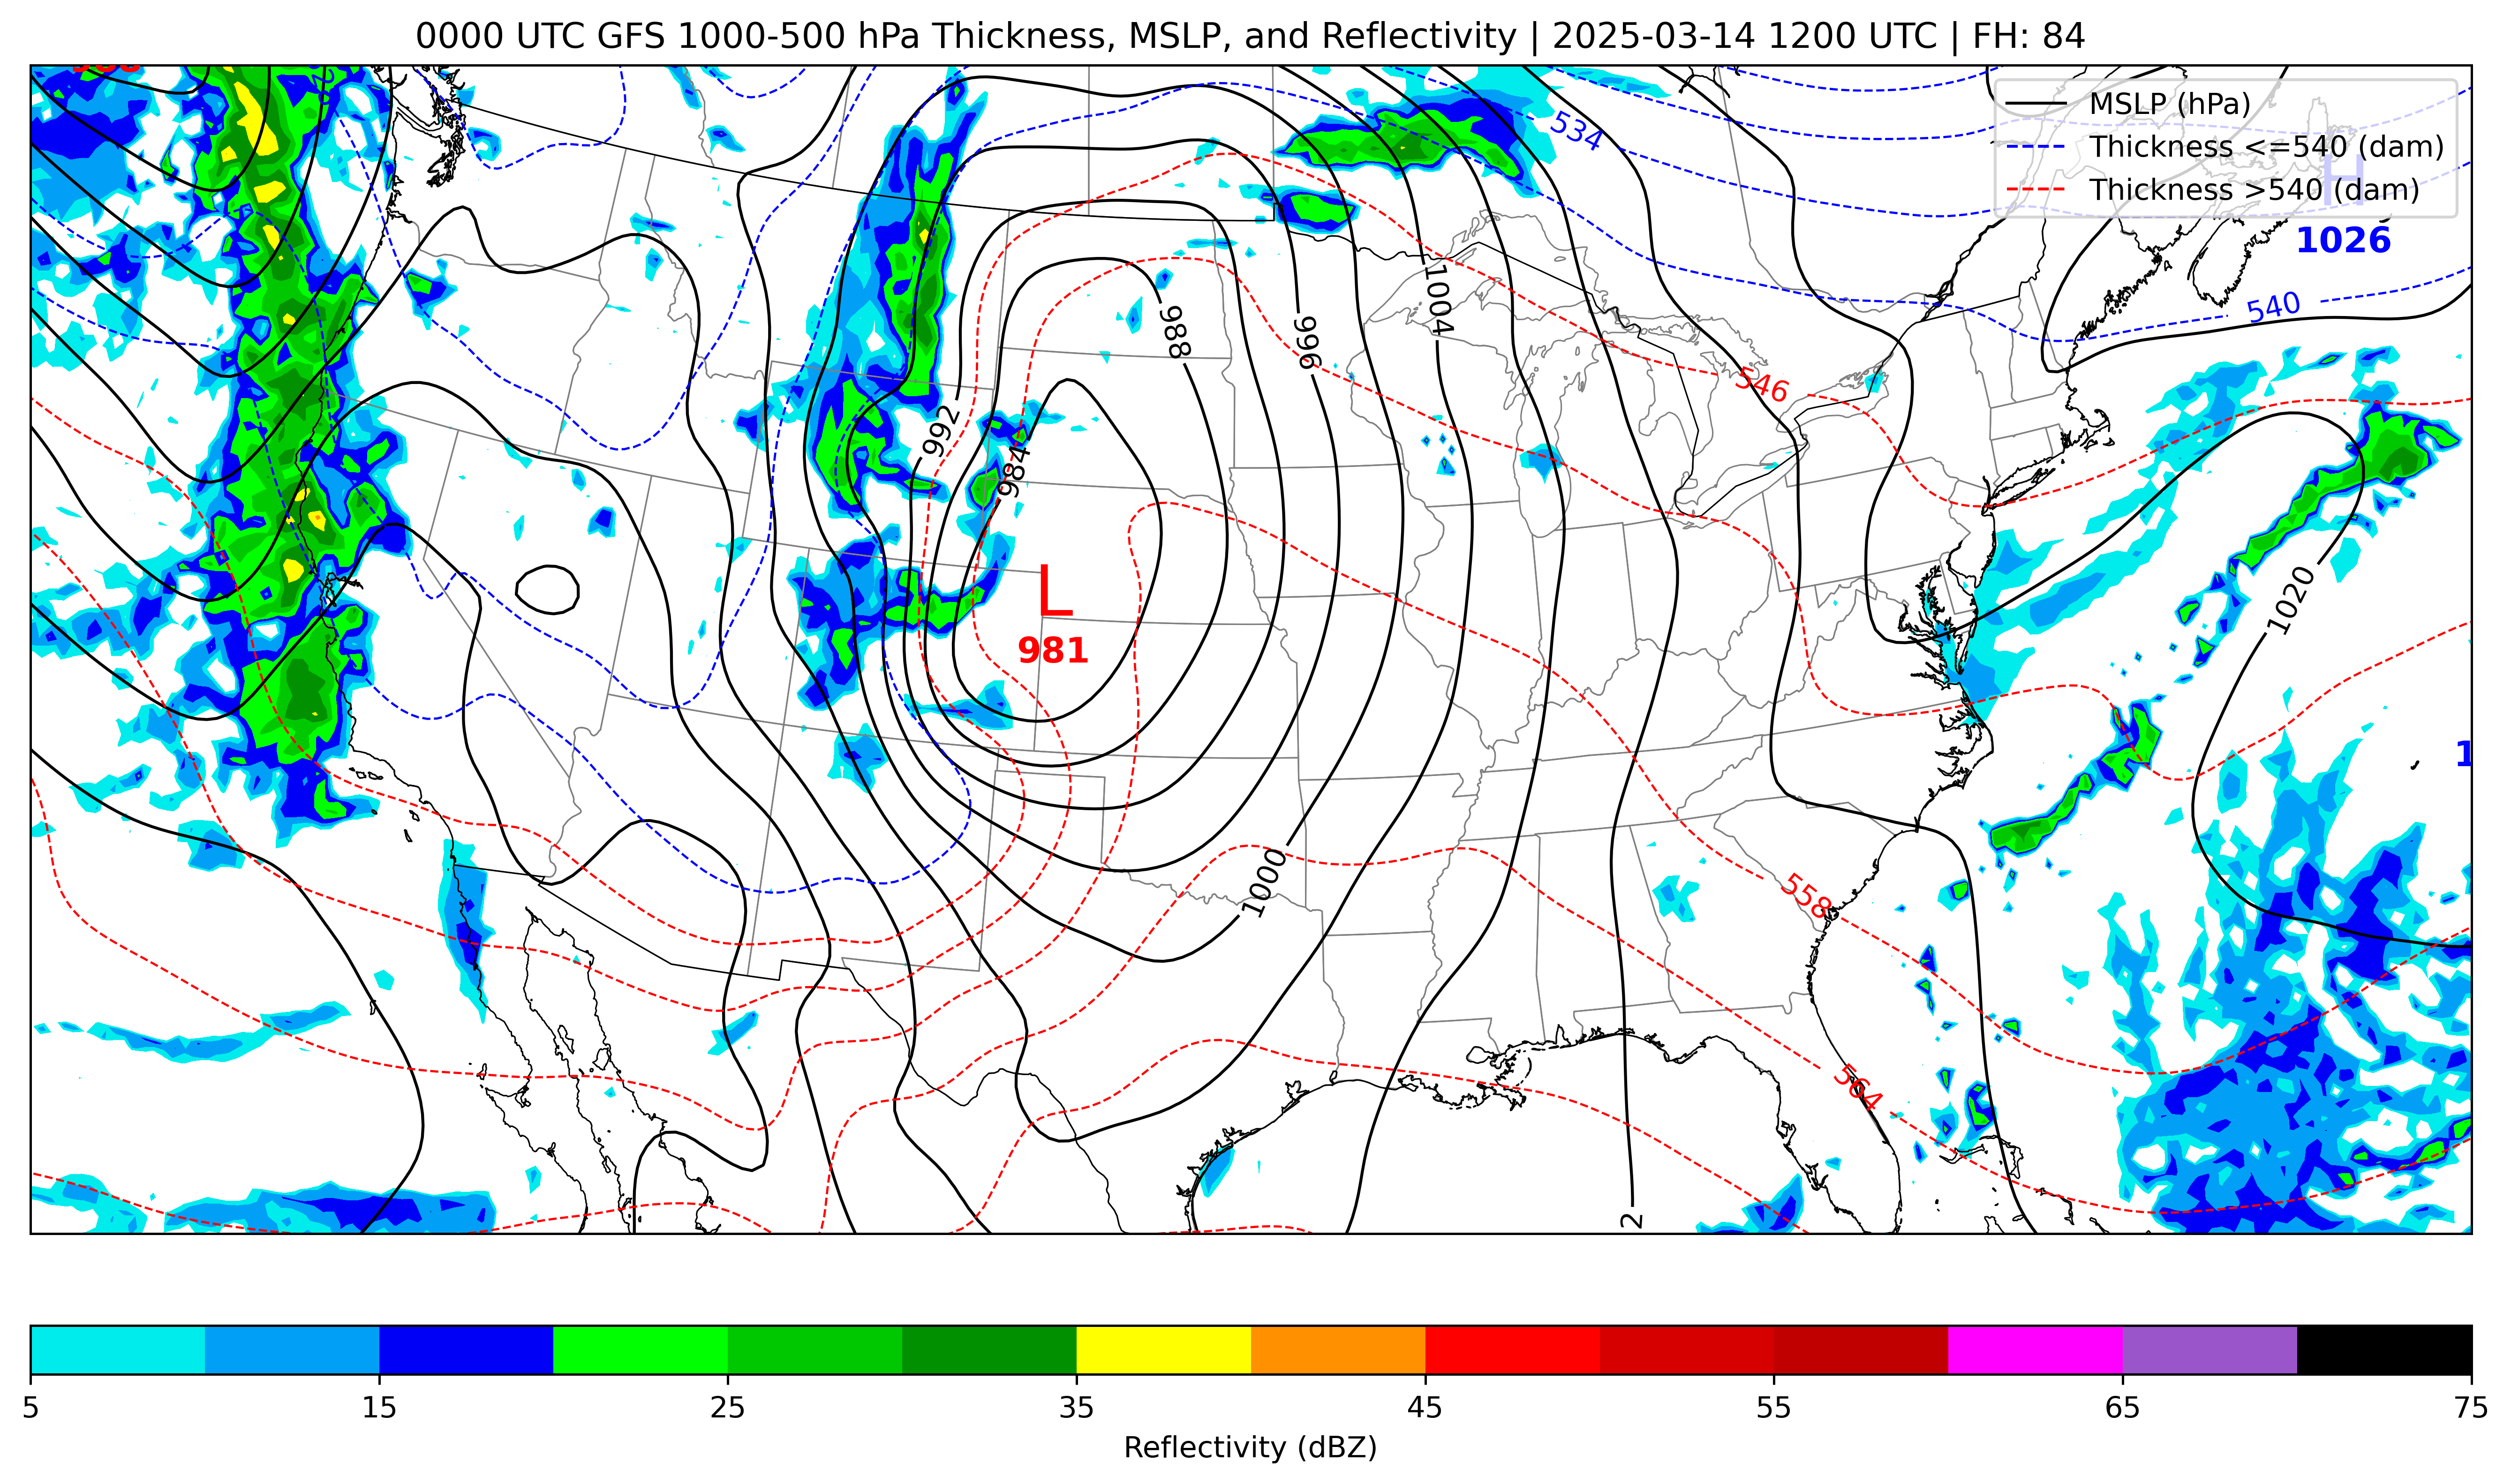 0000 UTC GFS 1000-500 hPa Thickness, MSLP, and Reflectivity | 2025-03-14 1200 UTC | FH: 84
MSLP (hPa)
Thickness <=540 (dam)
Thickness >540 (dam)
H
1026
534
540
1004
988
996
546
992
984
L
981
1020
1
1000
558
564
2
5 15 25 35 45 55 65 75
Reflectivity (dBZ)